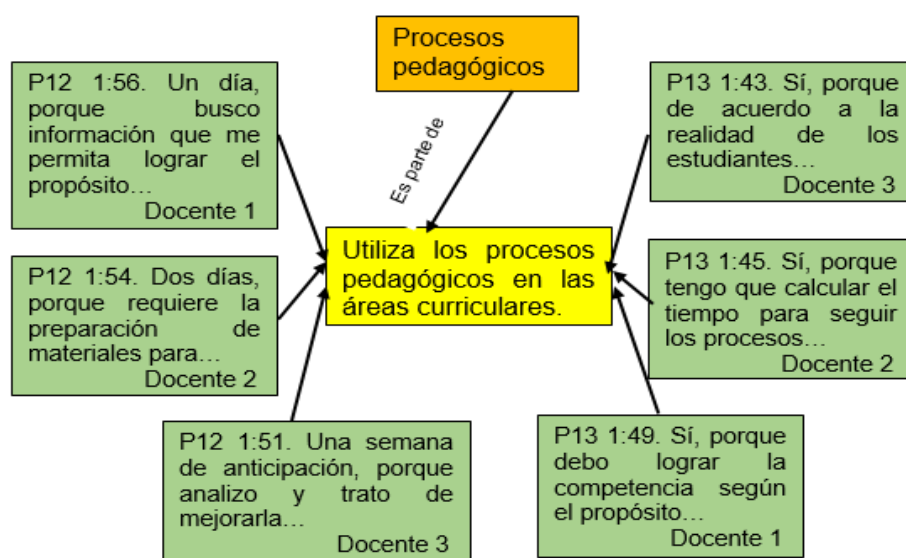 Procesos
pedagógicos
P12 1:56. Un día,
porque busco
información que me
permita lograr el
propósito…
Docente 1
P13 1:43. Sí, porque
de acuerdo a la
realidad de los
estudiantes…
Docente 3
Es parte de
Utiliza los procesos
pedagógicos en las
áreas curriculares.
P12 1:54. Dos días,
porque requiere la
preparación de
materiales para…
Docente 2
P13 1:45. Sí, porque
tengo que calcular el
tiempo para seguir
los procesos…
Docente 2
P12 1:51. Una semana
de anticipación, porque
analizo y trato de
mejorarla…
Docente 3
P13 1:49. Sí, porque
debo lograr la
competencia según
el propósito…
Docente 1